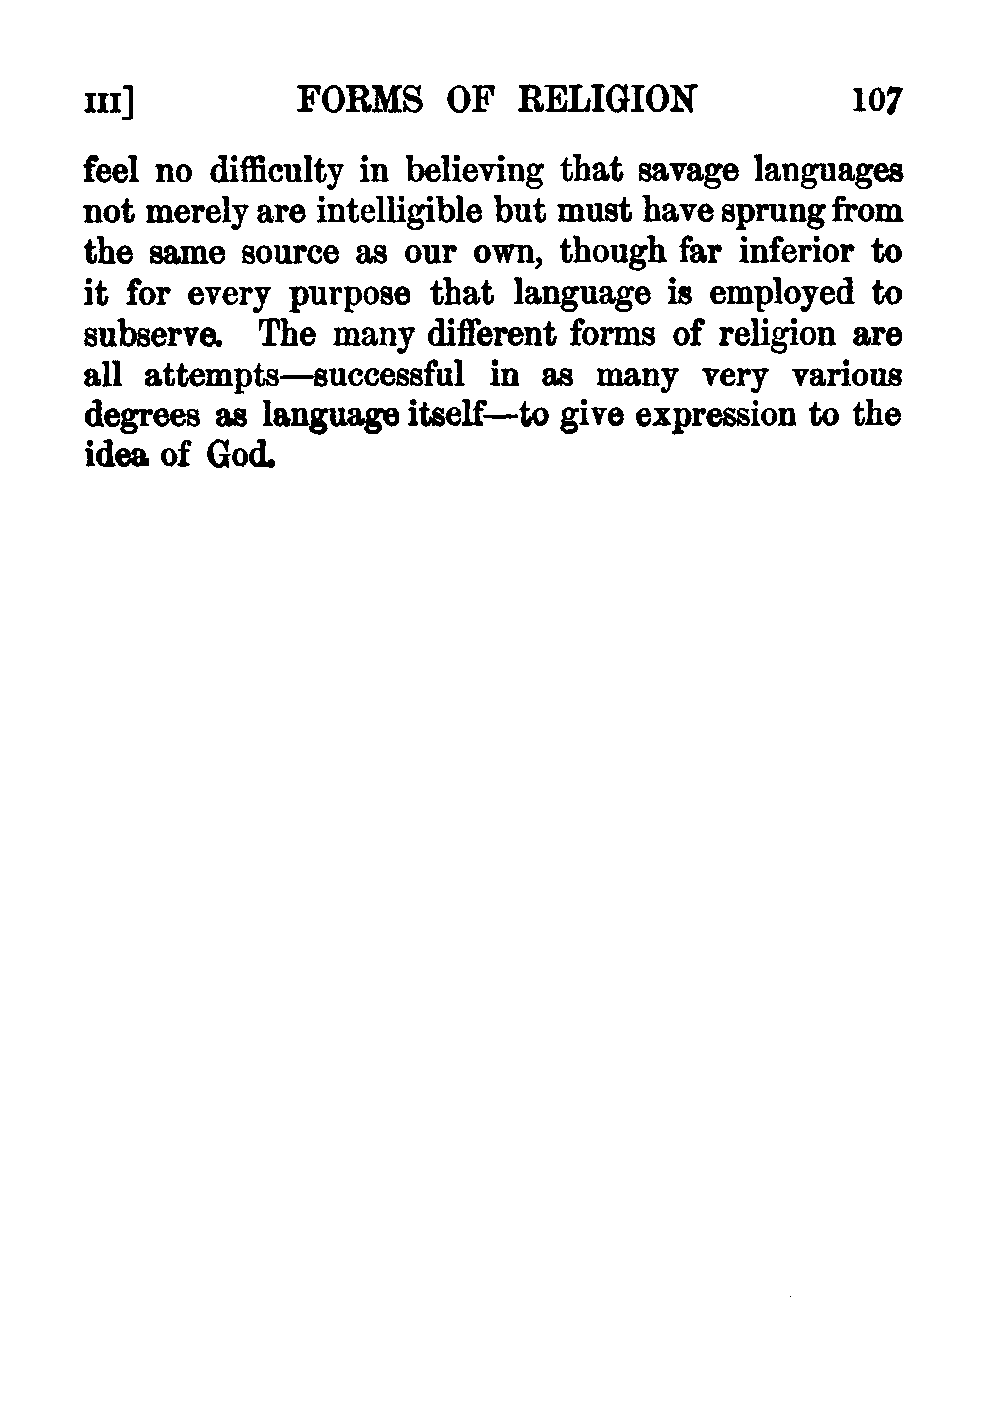 III] FORMS OF RELIGION 107
feel no difficulty in believing that savage languages
not merely are intelligible but must have sprung from
the same source as our own, though far inferior to
it for every purpose that language is employed to
subserve. The many different forms of religion are
all attempts—successful in as many very various
degrees as language itself—to give expression to the
idea of God.